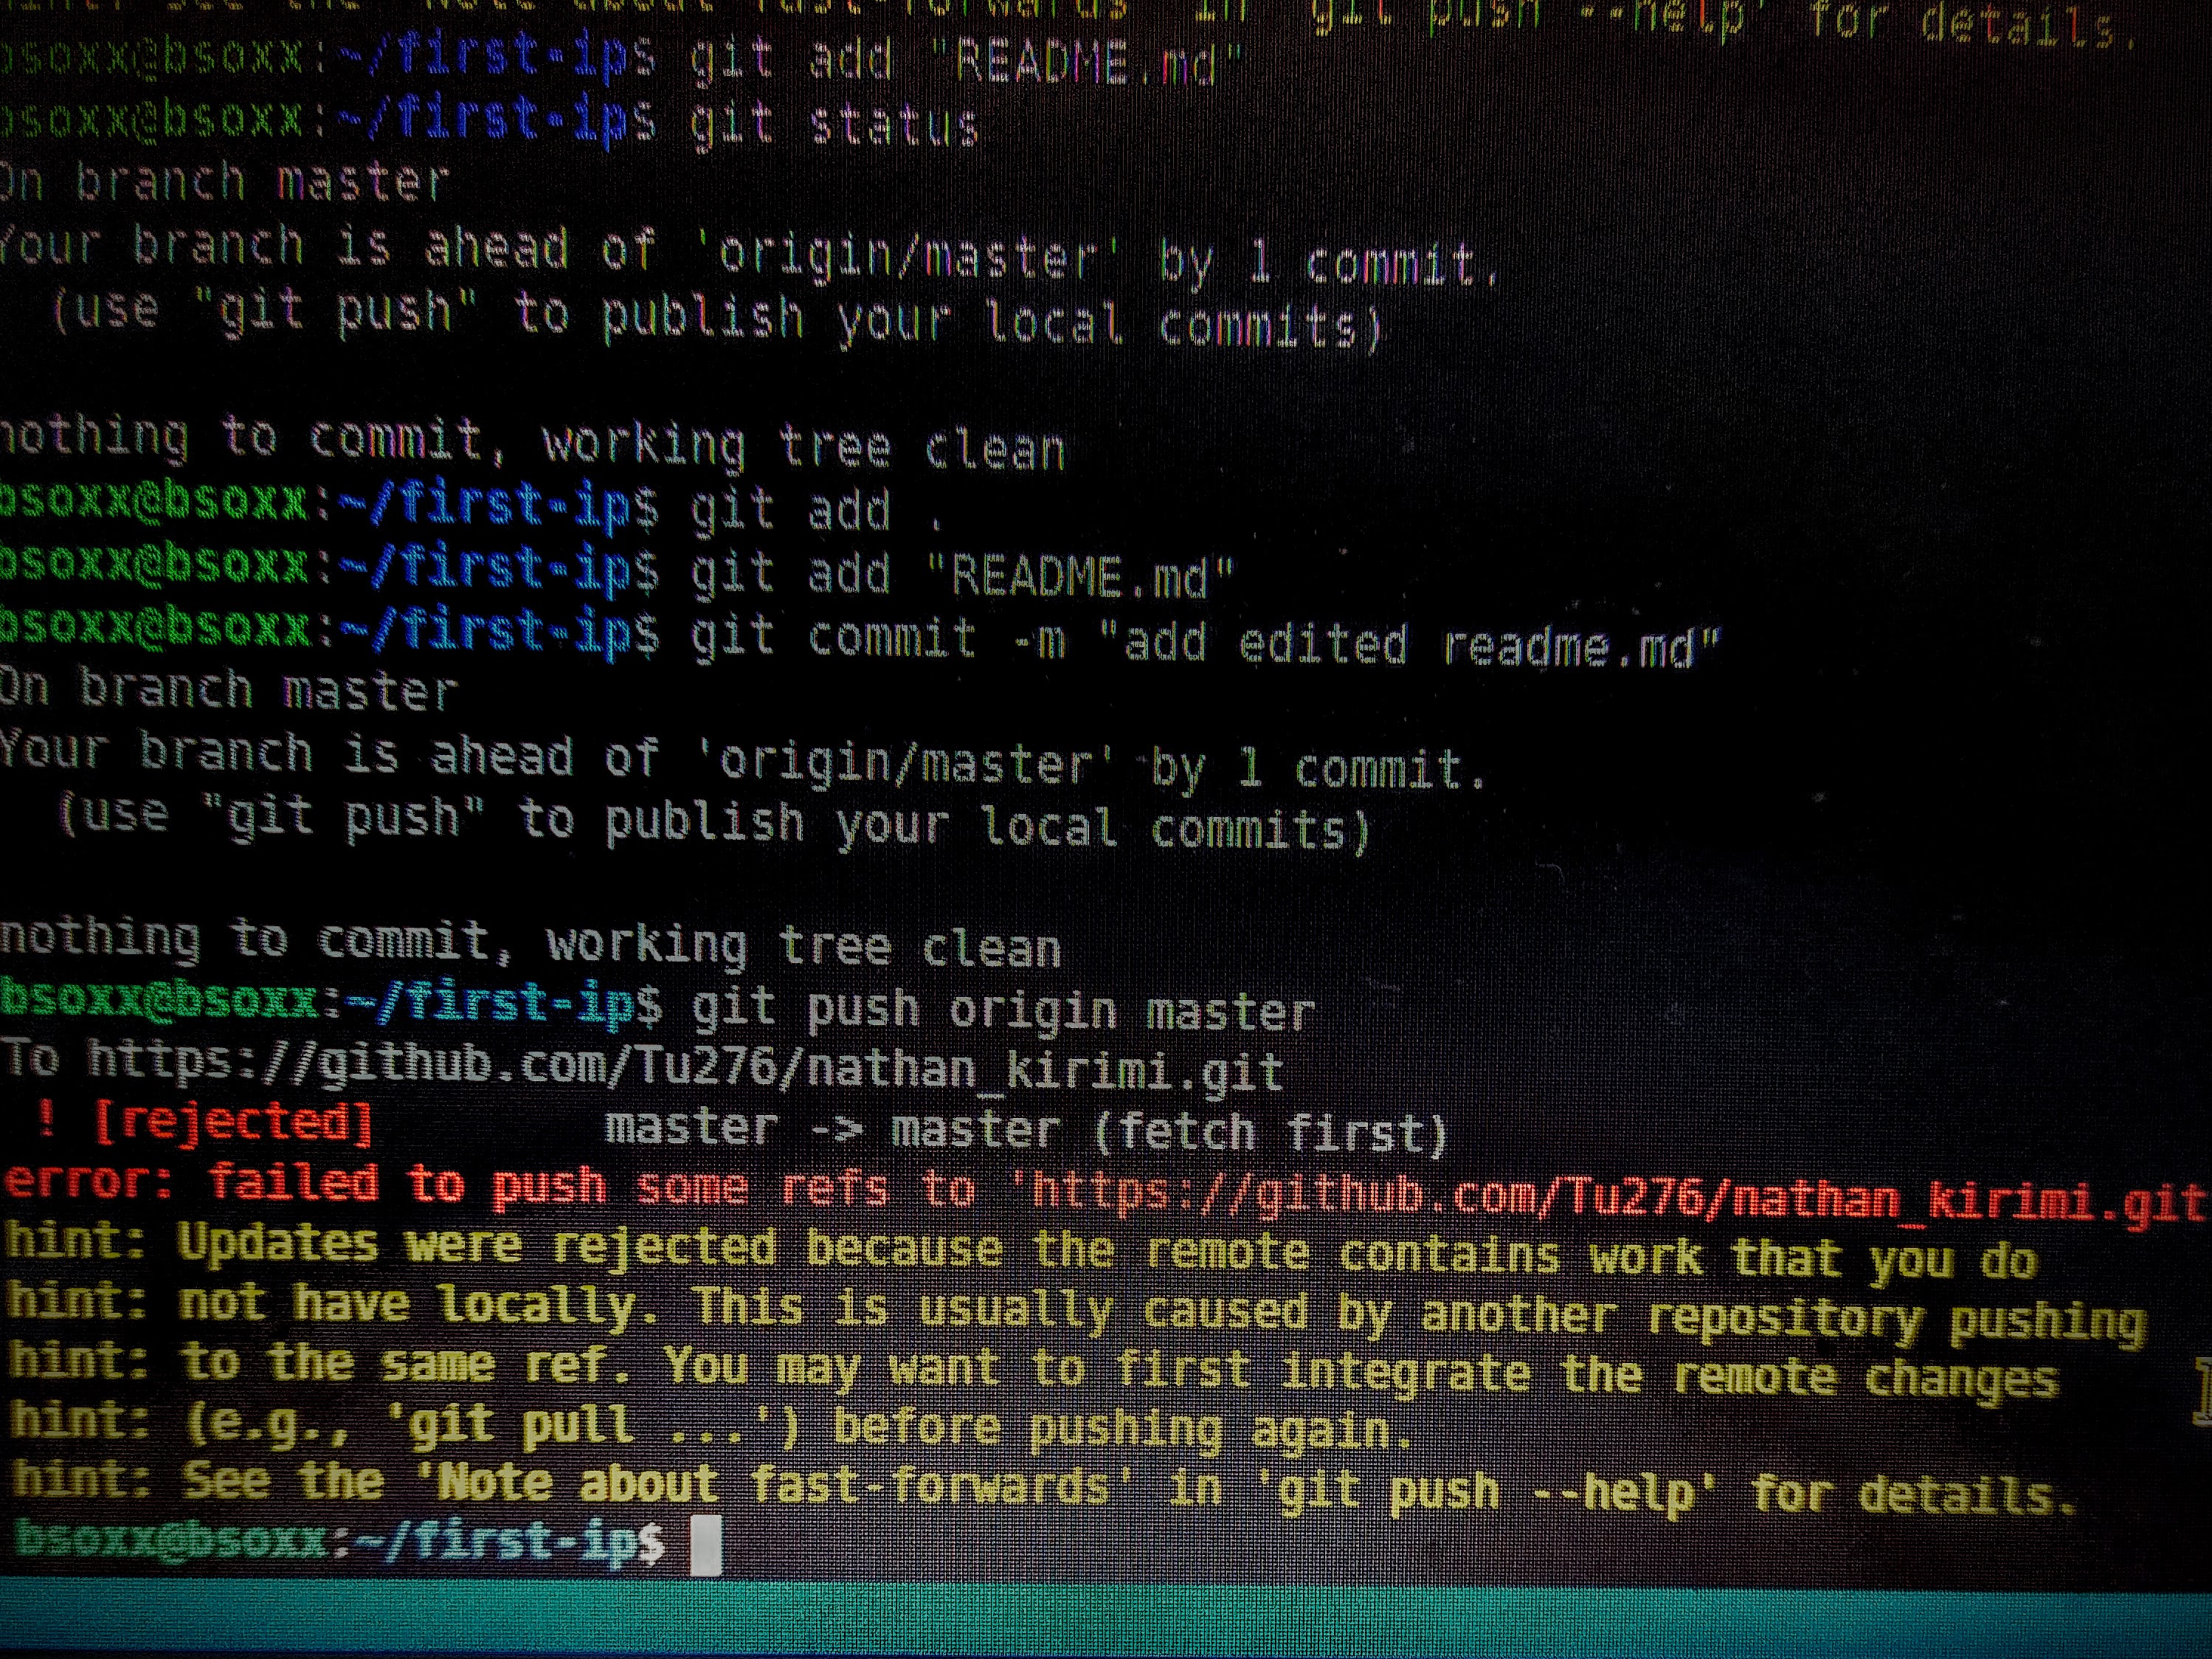 hint: see the 'Note about fast-forwards' in 'git push --help' for details.
bsoxx@bsoxx:~/first-ip$ git add "README.md"
bsoxx@bsoxx:~/first-ip$ git status
On branch master
Your branch is ahead of 'origin/master' by 1 commit.
  (use "git push" to publish your local commits)
nothing to commit, working tree clean
bsoxx@bsoxx:~/first-ip$ git add .
bsoxx@bsoxx:~/first-ip$ git add "README.md"
bsoxx@bsoxx:~/first-ip$ git commit -m "add edited readme.md"
On branch master
Your branch is ahead of 'origin/master' by 1 commit.
  (use "git push" to publish your local commits)
nothing to commit, working tree clean
bsoxx@bsoxx:~/first-ip$ git push origin master
To https://github.com/Tu276/nathan_kirimi.git
 ! [rejected]        master -> master (fetch first)
error: failed to push some refs to 'https://github.com/Tu276/nathan_kirimi.git
hint: Updates were rejected because the remote contains work that you do
hint: not have locally. This is usually caused by another repository pushing
hint: to the same ref. You may want to first integrate the remote changes
hint: (e.g., 'git pull ...') before pushing again.
hint: See the 'Note about fast-forwards' in 'git push --help' for details.
bsoxx@bsoxx:~/first-ip$